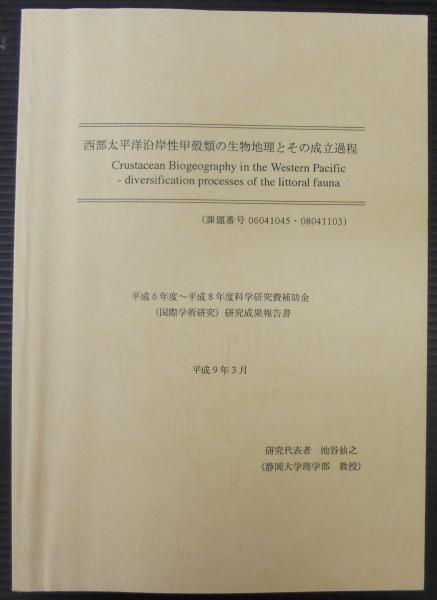 西部太平洋沿岸性甲殻類の生物地理とその成立過程
Crustacean Biogeography in the Western Pacific
- diversification processes of the littoral fauna
(課題番号 06041045・08041103)
平成6年度~平成8年度科学研究費補助金
(国際学術研究) 研究成果報告書
平成9年3月
研究代表者 池谷仙之
(静岡大学理学部 教授)